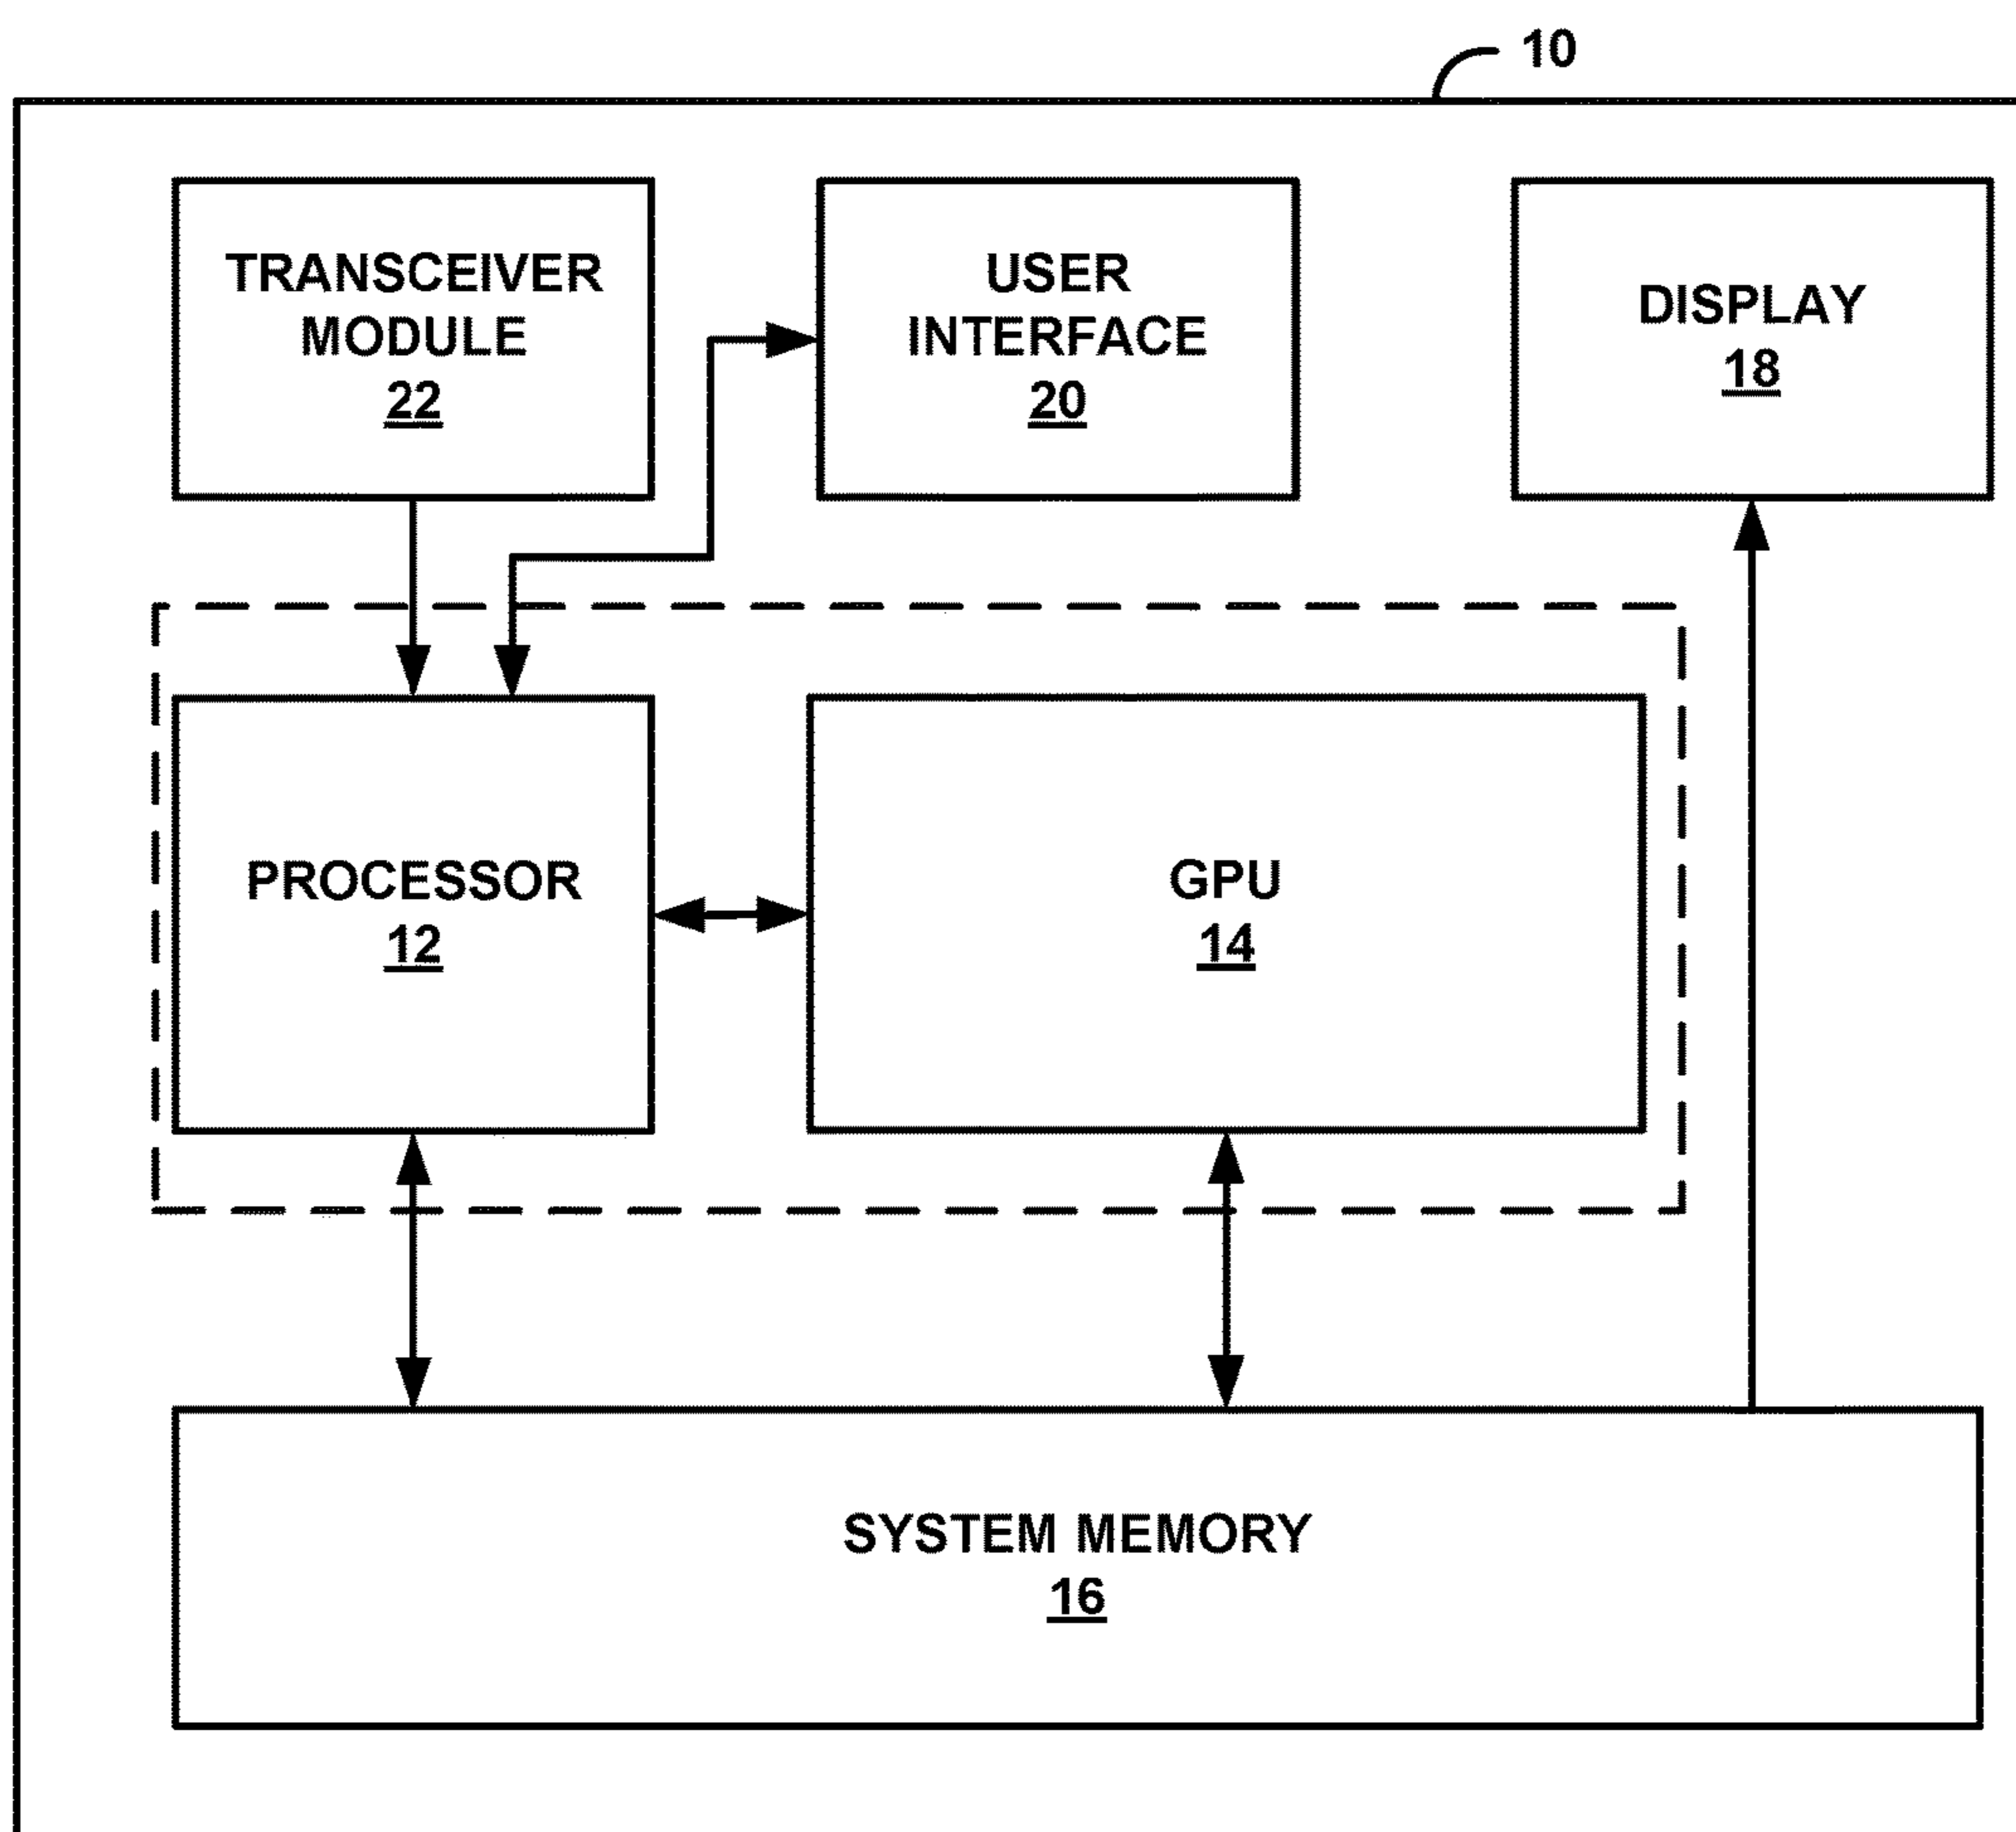 10
TRANSCEIVER
MODULE
22
USER
INTERFACE
20
DISPLAY
18
PROCESSOR
12
GPU
14
SYSTEM MEMORY
16